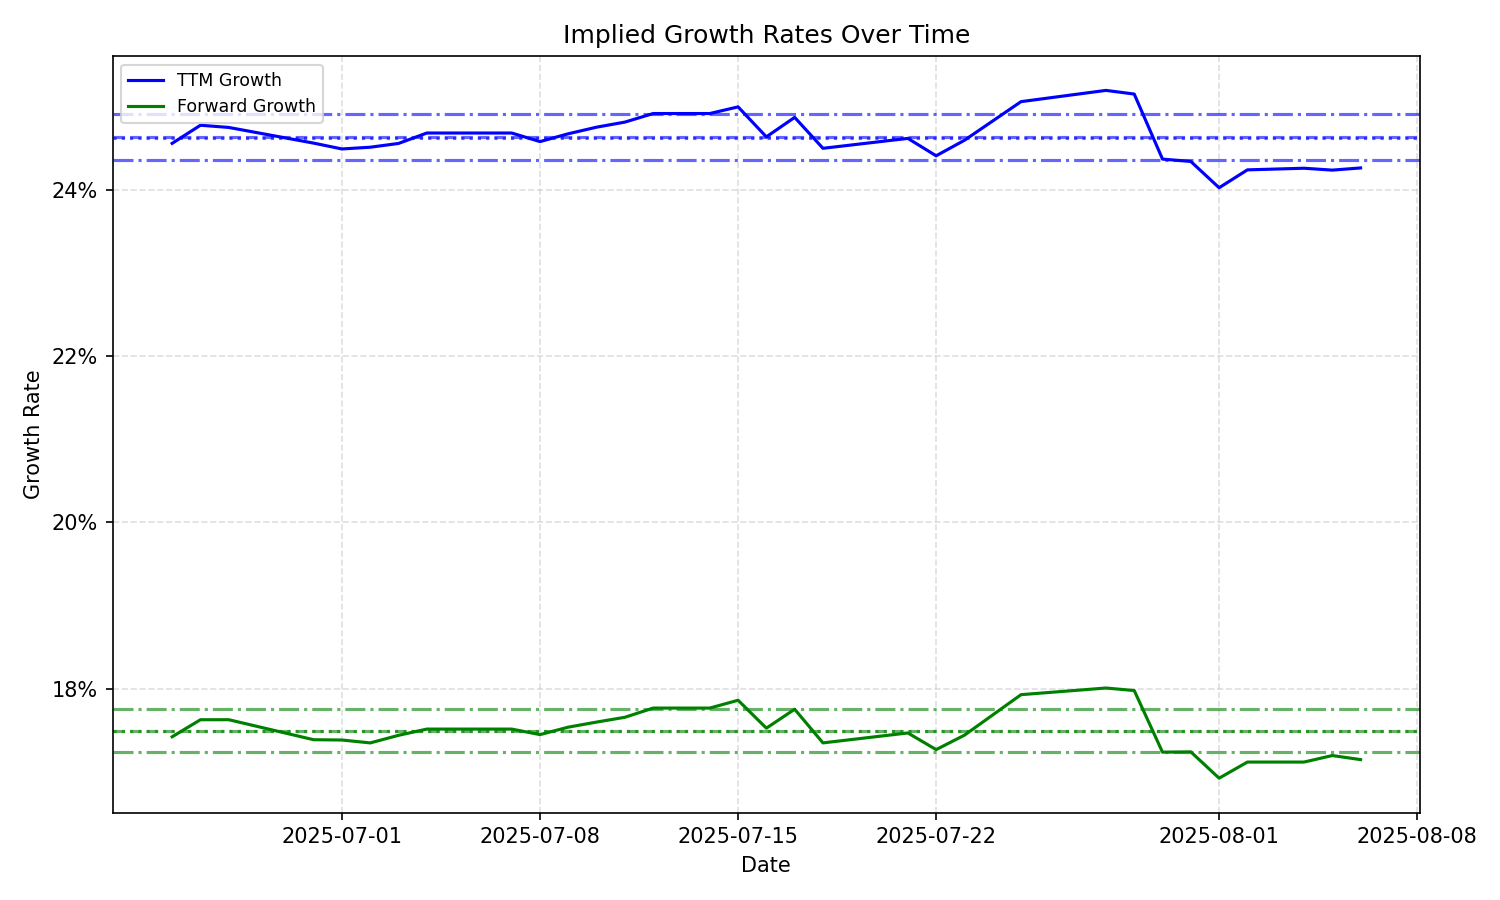 Implied Growth Rates Over Time
TTM Growth
Forward Growth
Growth Rate
24%
22%
20%
18%
2025-07-01
2025-07-08
2025-07-15
2025-07-22
2025-08-01
2025-08-08
Date